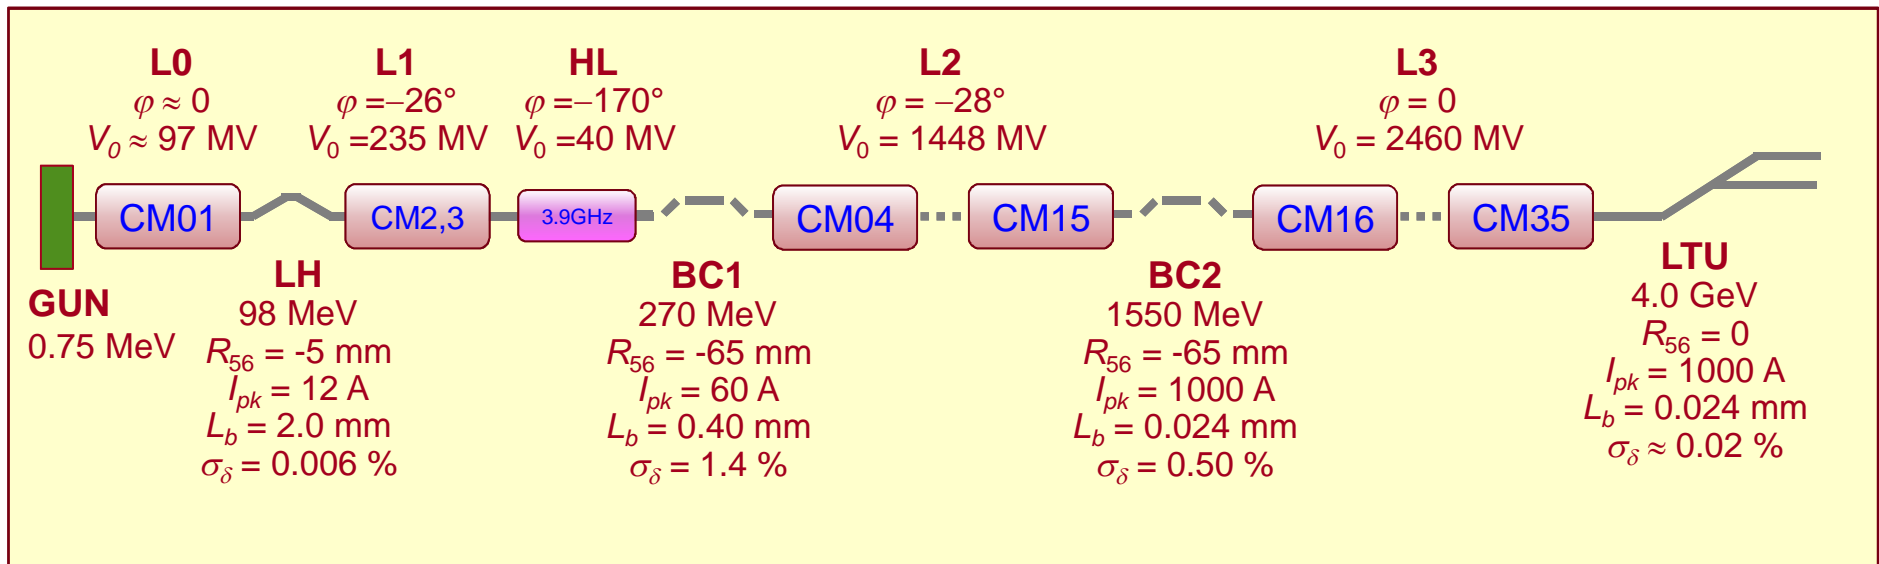 L0
φ ≈ 0
V0 ≈ 97 MV
L1
φ =−26°
V0 =235 MV
HL
φ =−170°
V0 =40 MV
L2
φ = −28°
V0 = 1448 MV
L3
φ = 0
V0 = 2460 MV
CM01
CM2,3
3.9GHz
CM04
CM15
CM16
CM35
GUN
0.75 MeV
LH
98 MeV
R56 = -5 mm
Ipk = 12 A
Lb = 2.0 mm
σδ = 0.006 %
BC1
270 MeV
R56 = -65 mm
Ipk = 60 A
Lb = 0.40 mm
σδ = 1.4 %
BC2
1550 MeV
R56 = -65 mm
Ipk = 1000 A
Lb = 0.024 mm
σδ = 0.50 %
LTU
4.0 GeV
R56 = 0
Ipk = 1000 A
Lb = 0.024 mm
σδ ≈ 0.02 %